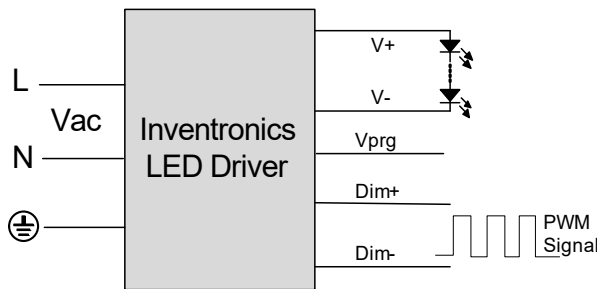 L
Vac
N
Inventronics
LED Driver
V+
V-
Vprg
Dim+
Dim-
PWM
Signal